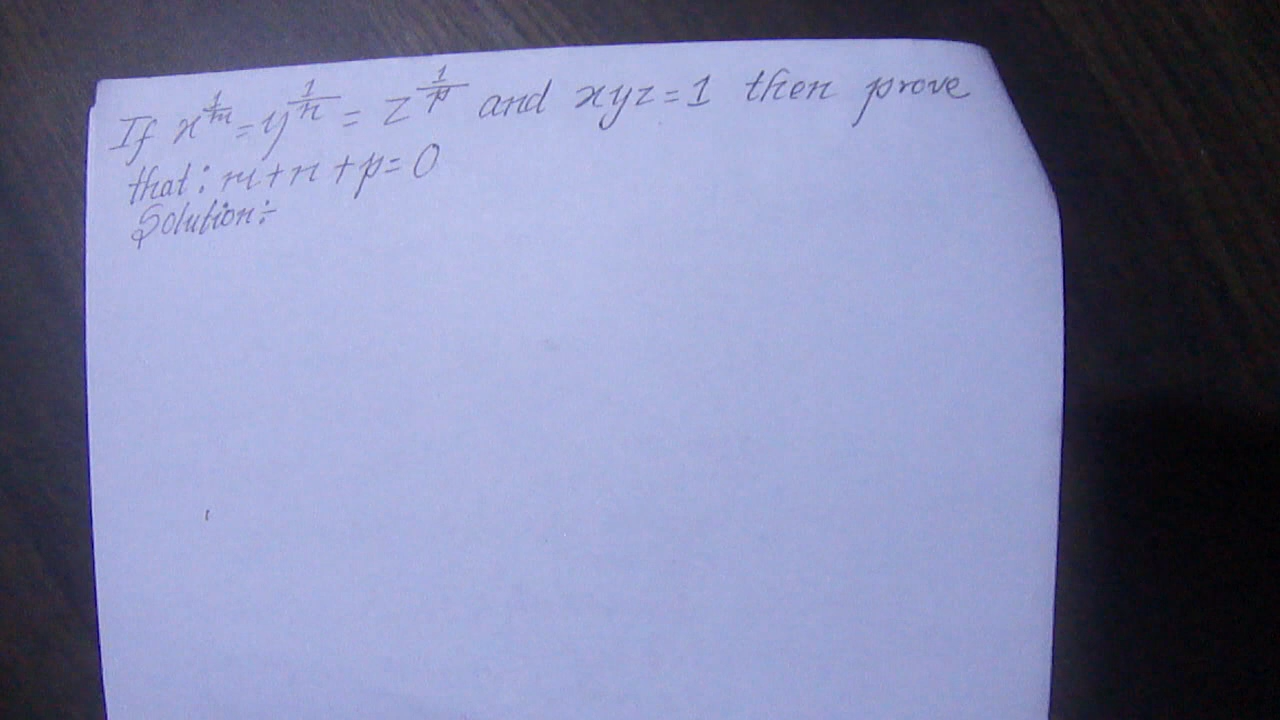 If x^(1/m) = y^(1/n) = z^(1/p) and xyz = 1 then prove
that: m + n + p = 0
Solution:-